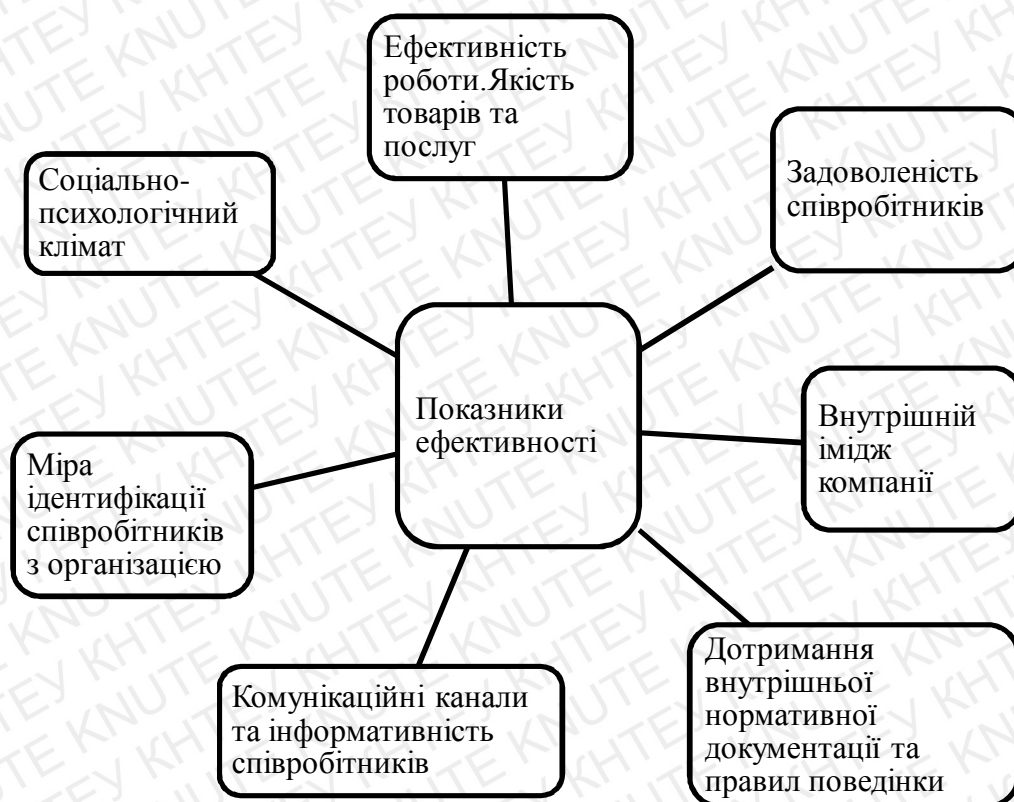 Ефективність
роботи.Якість
товарів та
послуг
Соціально-
психологічний
клімат
Задоволеність
співробітників
Показники
ефективності
Внутрішній
імідж
компанії
Міра
ідентифікації
співробітників
з організацією
Комунікаційні канали
та інформативність
співробітників
Дотримання
внутрішньої
нормативної
документації та
правил поведінки